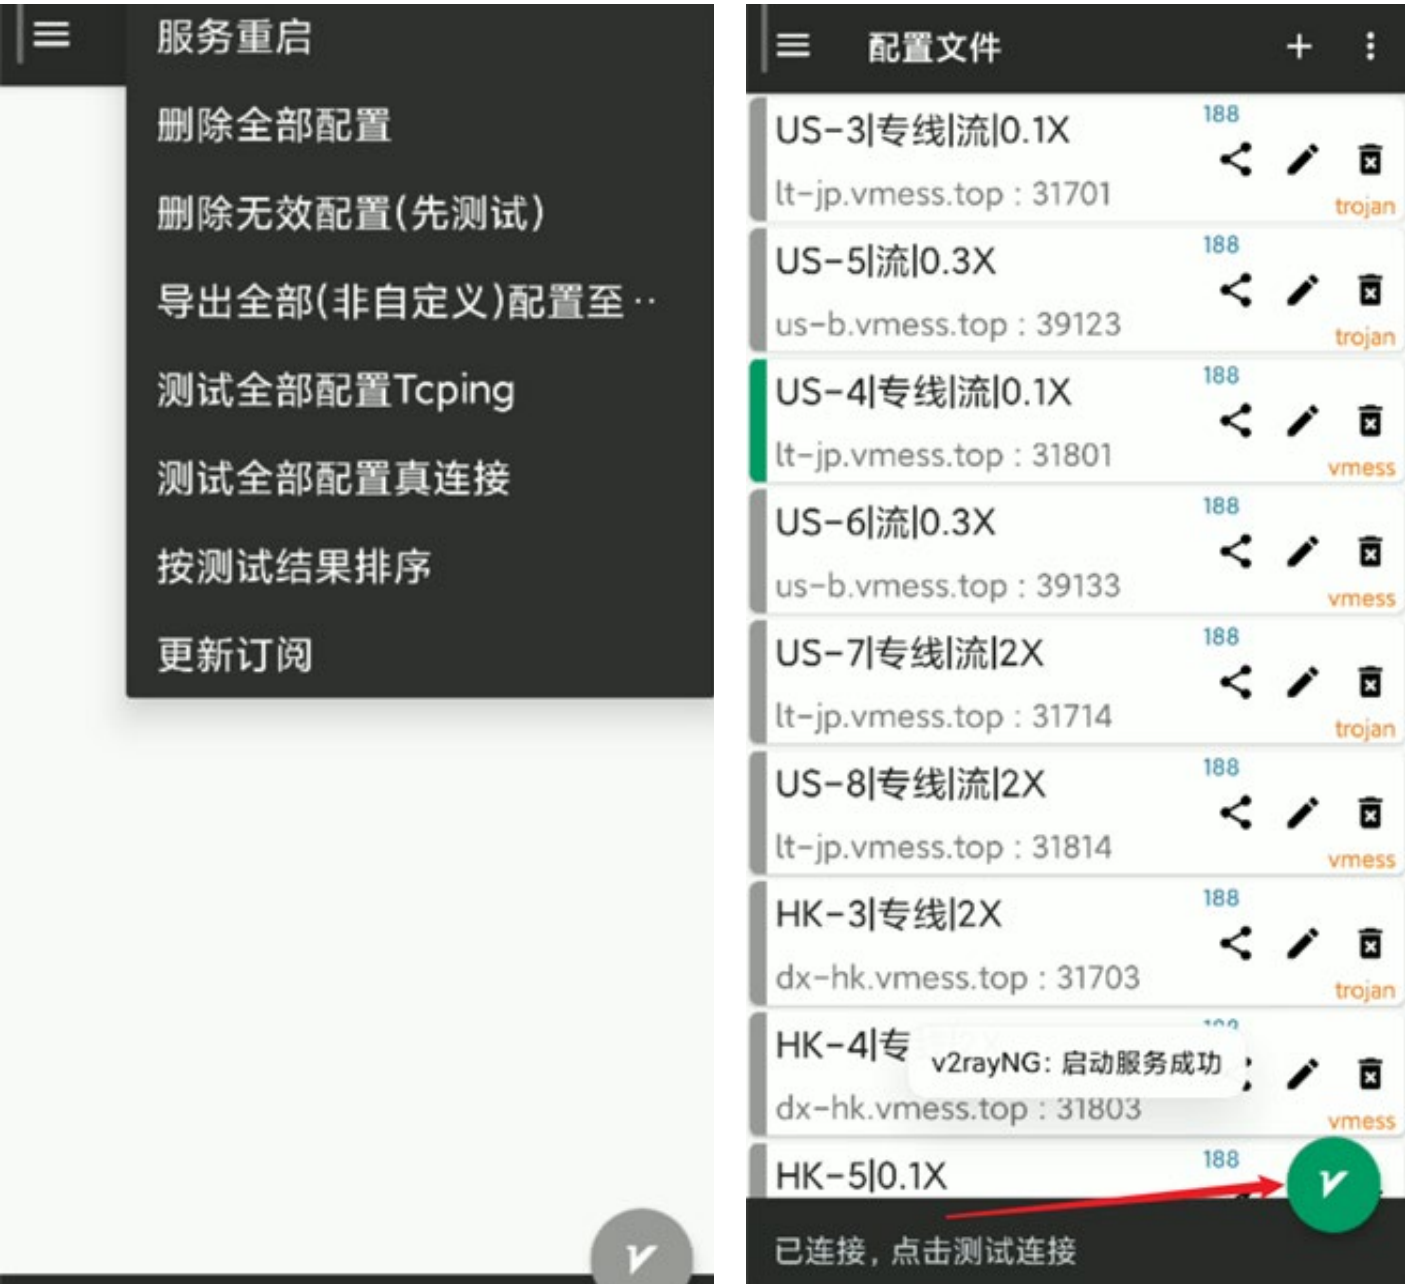 服务重启
删除全部配置
删除无效配置(先测试)
导出全部(非自定义)配置至··
测试全部配置Tcping
测试全部配置真连接
按测试结果排序
更新订阅
配置文件
US-3|专线|流|0.1X
188
lt-jp.vmess.top : 31701
trojan
US-5|流|0.3X
188
us-b.vmess.top : 39123
trojan
US-4|专线|流|0.1X
188
lt-jp.vmess.top : 31801
vmess
US-6|流|0.3X
188
us-b.vmess.top : 39133
vmess
US-7|专线|流|2X
188
lt-jp.vmess.top : 31714
trojan
US-8|专线|流|2X
188
lt-jp.vmess.top : 31814
vmess
HK-3|专线|2X
188
dx-hk.vmess.top : 31703
trojan
HK-4|专
v2rayNG: 启动服务成功
dx-hk.vmess.top : 31803
vmess
HK-5|0.1X
188
已连接, 点击测试连接